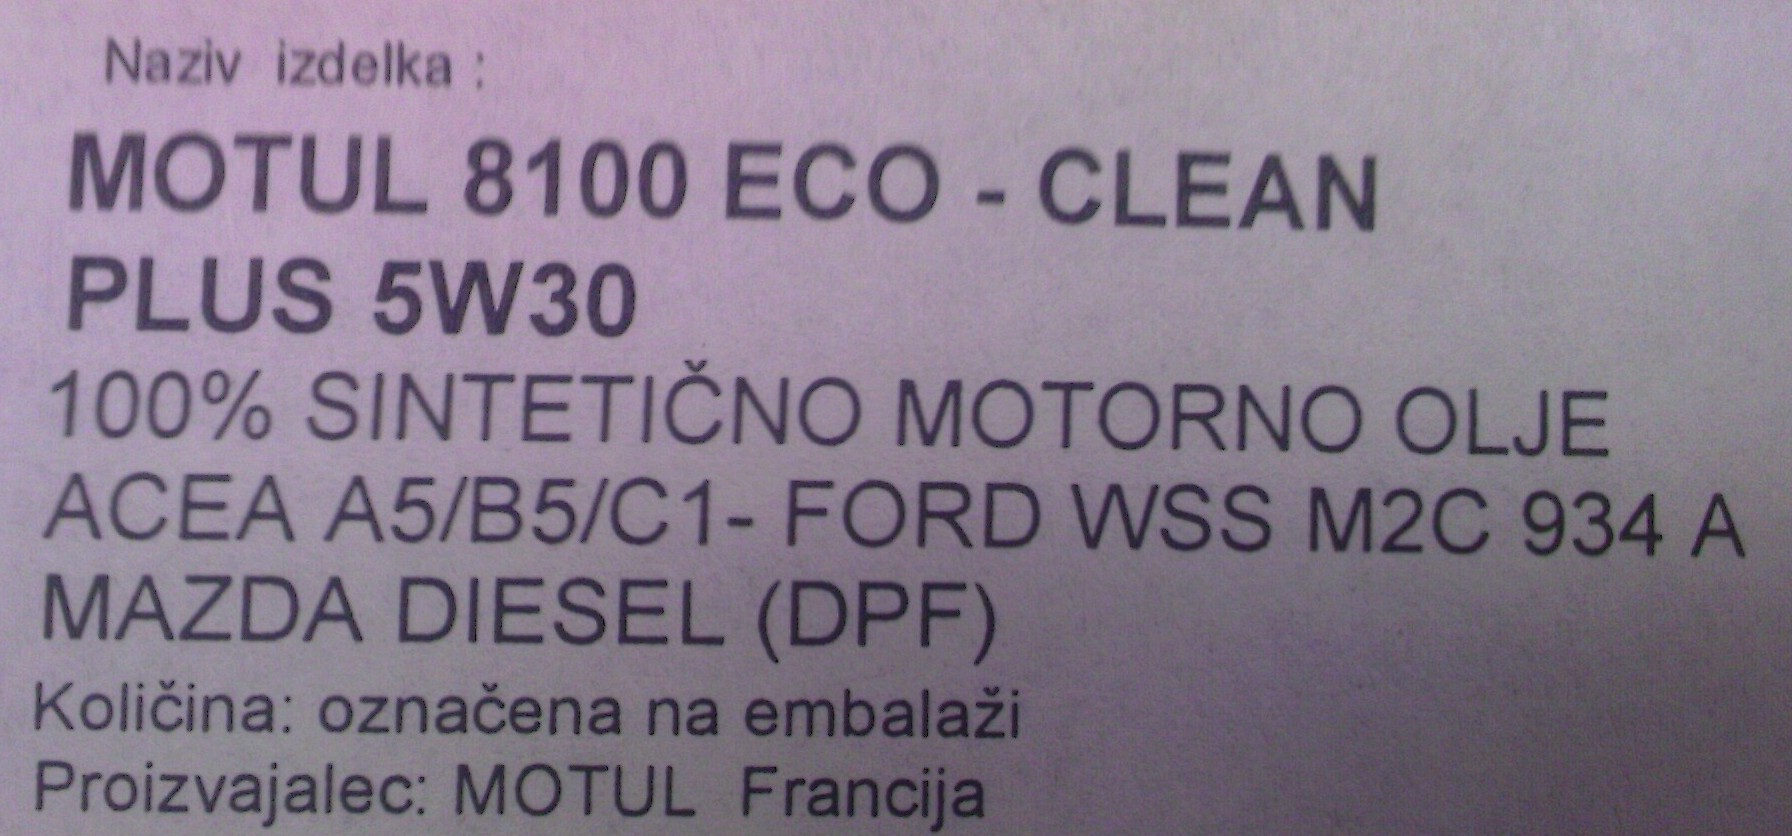 Naziv izdelka :
MOTUL 8100 ECO - CLEAN
PLUS 5W30
100% SINTETIČNO MOTORNO OLJE
ACEA A5/B5/C1- FORD WSS M2C 934 A
MAZDA DIESEL (DPF)
Količina: označena na embalaži
Proizvajalec: MOTUL Francija